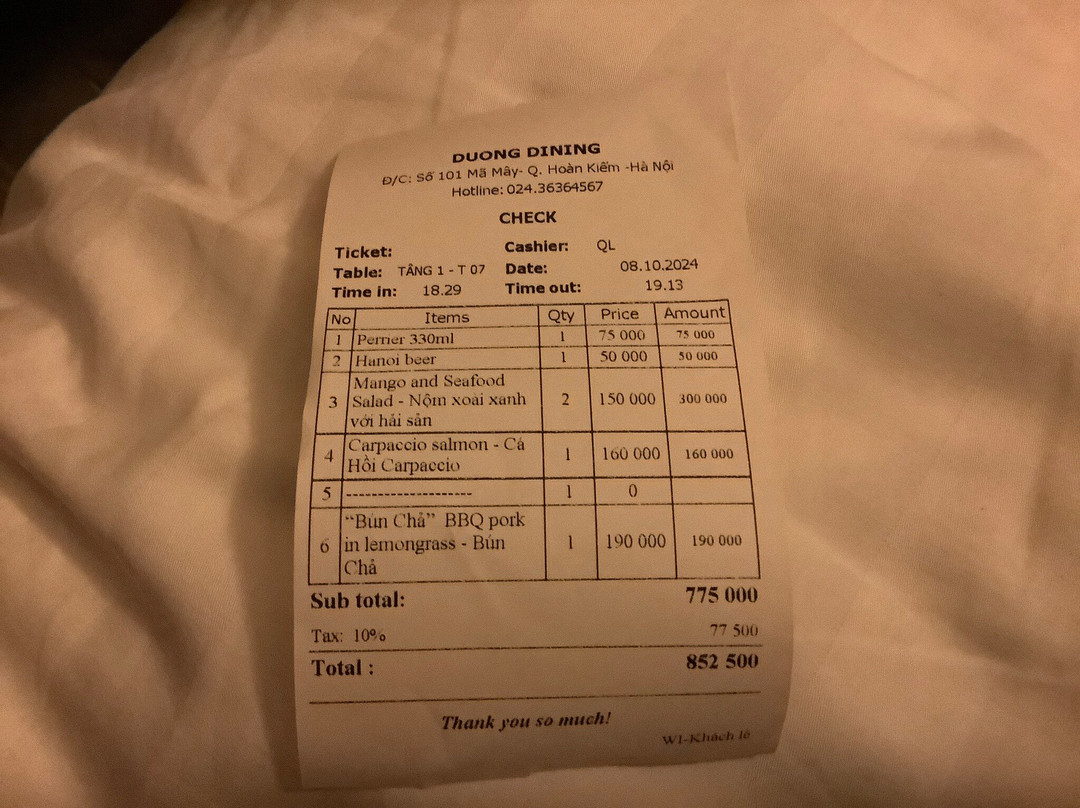 DUONG DINING
Đ/C: Số 101 Mã Mây- Q. Hoàn Kiếm -Hà Nội
Hotline: 024.36364567
CHECK
Ticket: Cashier: QL
Table: TẦNG 1 - T 07 Date: 08.10.2024
Time in: 18.29 Time out: 19.13
No Items Qty Price Amount
1 Perrier 330ml 1 75 000 75 000
2 Hanoi beer 1 50 000 50 000
Mango and Seafood
3 Salad - Nộm xoài xanh 2 150 000 300 000
với hải sản
4 Carpaccio salmon - Cá 1 160 000 160 000
Hồi Carpaccio
5 -------------------- 1 0
“Bún Chả” BBQ pork
6 in lemongrass - Bún 1 190 000 190 000
Chả
Sub total: 775 000
Tax: 10% 77 500
Total : 852 500
Thank you so much!
WI-Khách lẻ